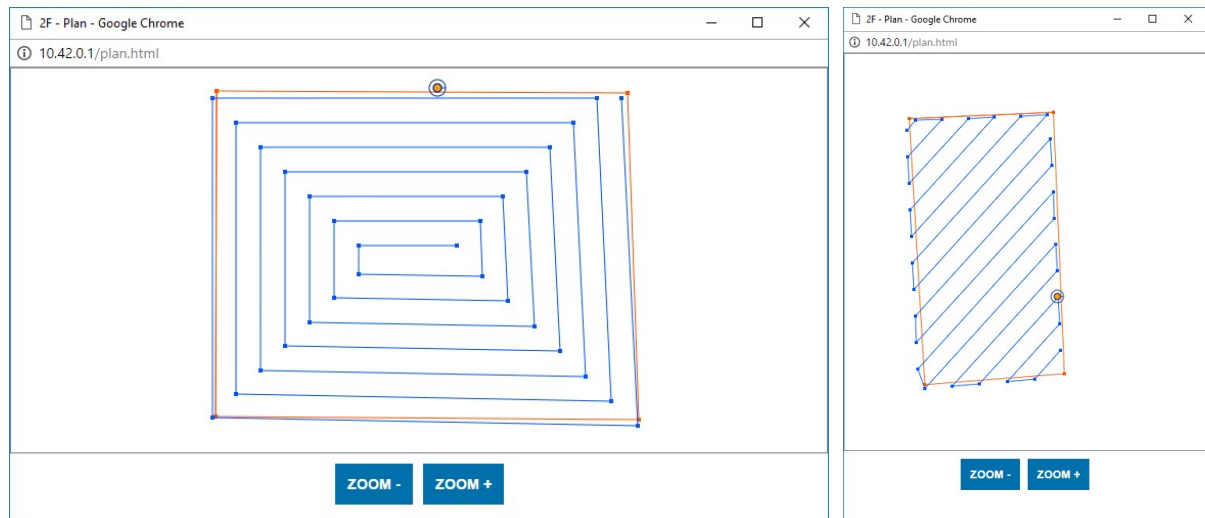 2F - Plan - Google Chrome
10.42.0.1/plan.html
ZOOM -
ZOOM +
2F - Plan - Google Chrome
10.42.0.1/plan.html
ZOOM -
ZOOM +